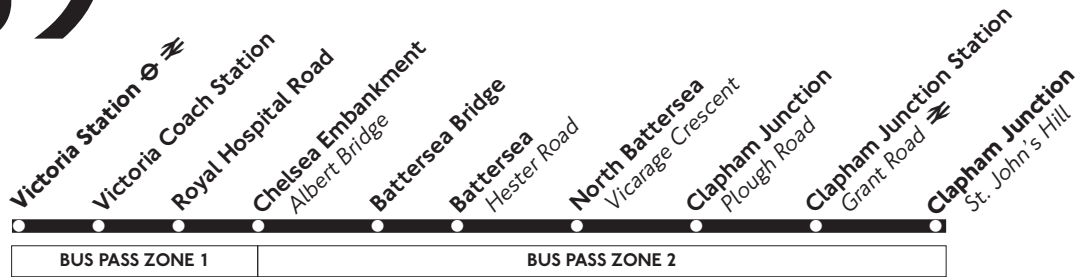 Victoria Station
Victoria Coach Station
Royal Hospital Road
Chelsea Embankment
Albert Bridge
Battersea Bridge
Battersea
Hester Road
North Battersea
Vicarage Crescent
Clapham Junction
Plough Road
Clapham Junction Station
Grant Road
Clapham Junction
St. John's Hill
BUS PASS ZONE 1
BUS PASS ZONE 2